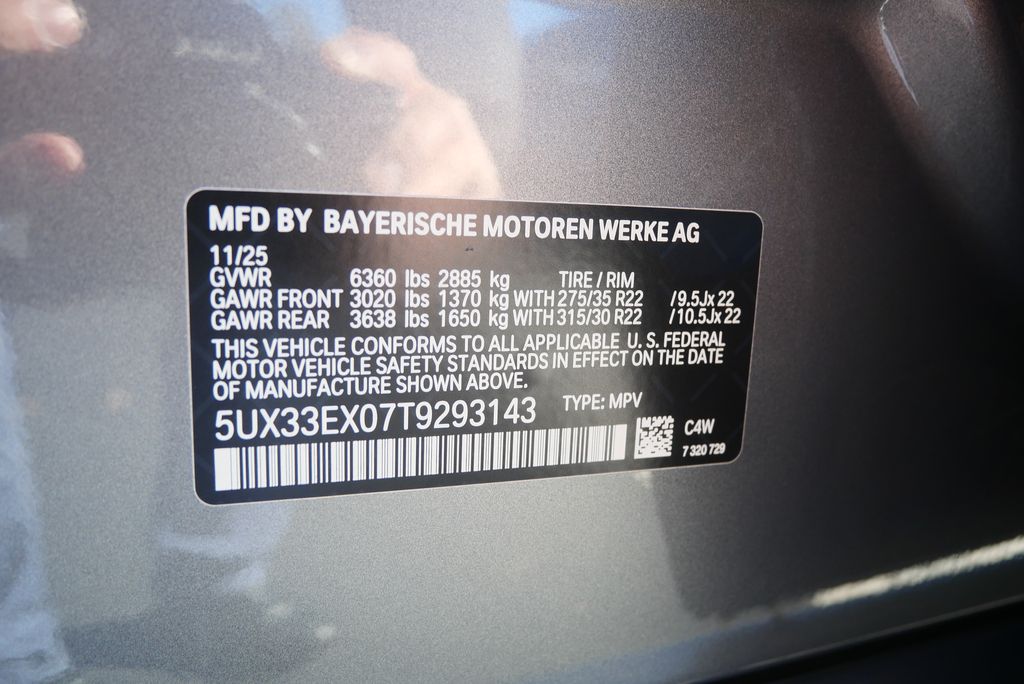 MFD BY BAYERISCHE MOTOREN WERKE AG
11/25
GVWR 6360 lbs 2885 kg TIRE / RIM
GAWR FRONT 3020 lbs 1370 kg WITH 275/35 R22 /9.5Jx 22
GAWR REAR 3638 lbs 1650 kg WITH 315/30 R22 /10.5Jx 22
THIS VEHICLE CONFORMS TO ALL APPLICABLE U. S. FEDERAL
MOTOR VEHICLE SAFETY STANDARDS IN EFFECT ON THE DATE
OF MANUFACTURE SHOWN ABOVE.
5UX33EX07T9293143 TYPE: MPV
C4W
7 320 729